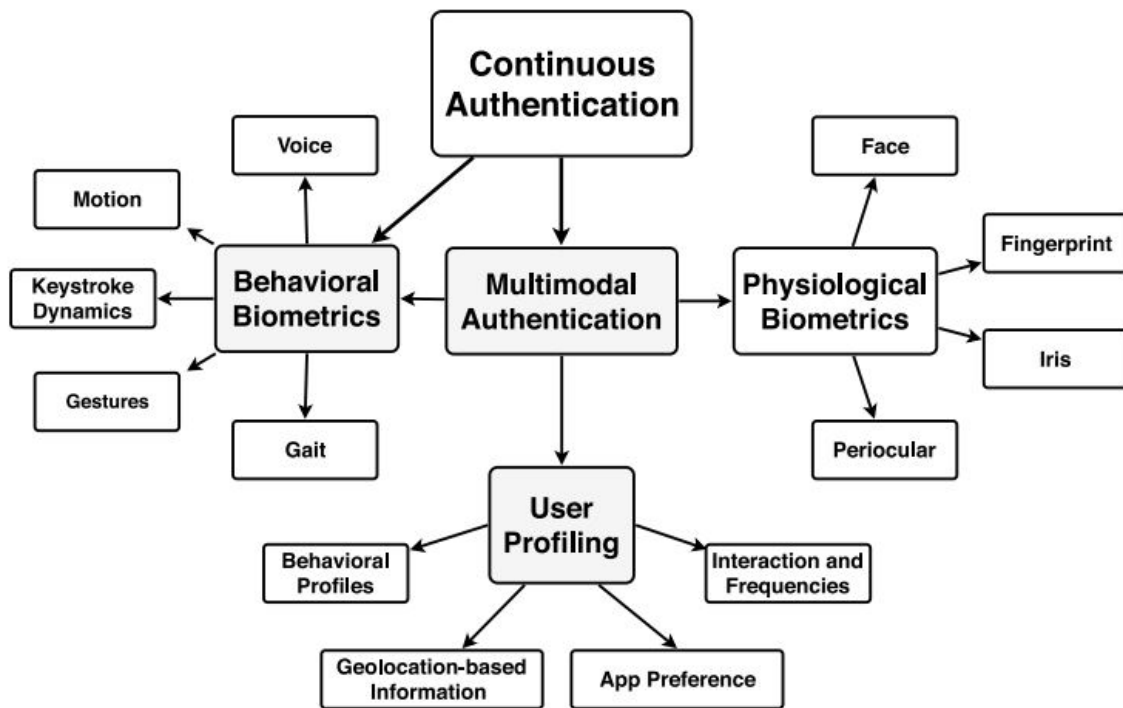 Continuous
Authentication
Voice
Face
Motion
Fingerprint
Keystroke
Dynamics
Behavioral
Biometrics
Multimodal
Authentication
Physiological
Biometrics
Iris
Gestures
Gait
Periocular
User
Profiling
Behavioral
Profiles
Interaction and
Frequencies
Geolocation-based
Information
App Preference